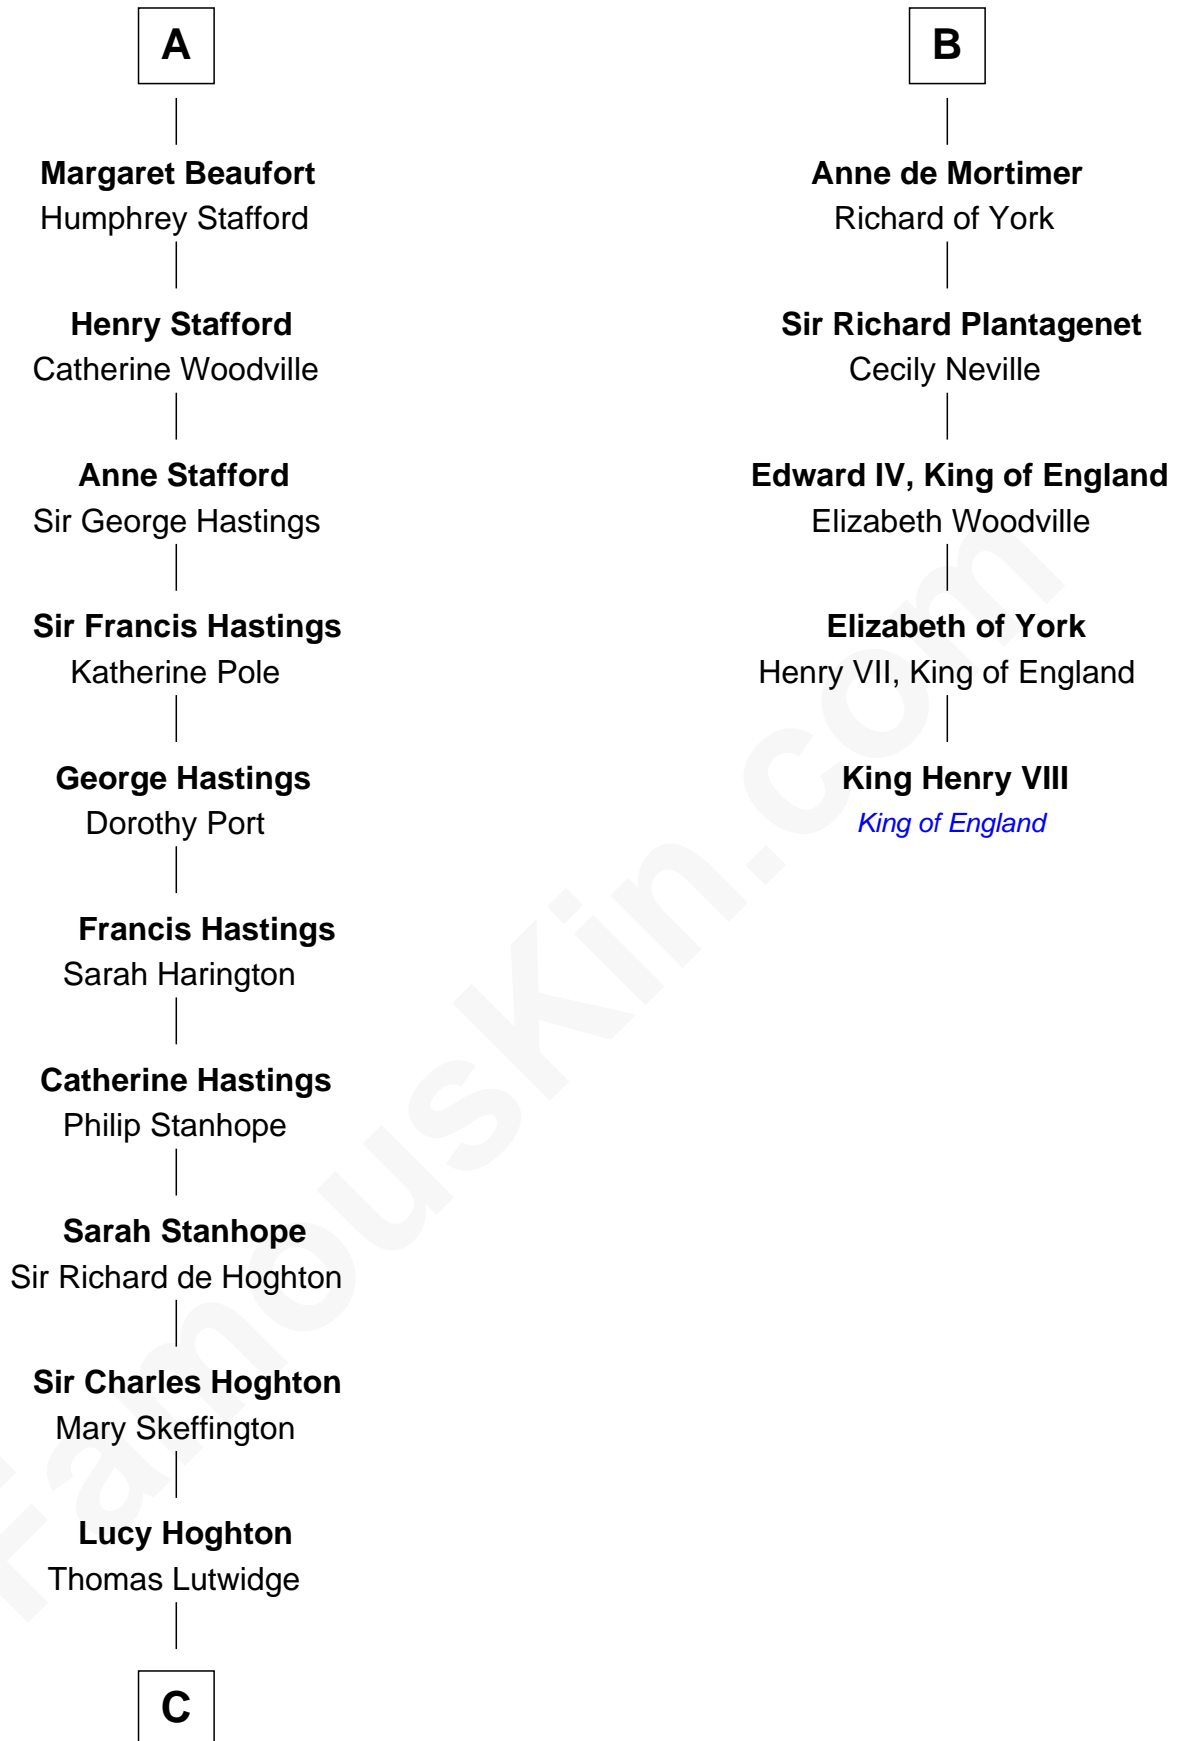 A
Margaret Beaufort
Humphrey Stafford
Henry Stafford
Catherine Woodville
Anne Stafford
Sir George Hastings
Sir Francis Hastings
Katherine Pole
George Hastings
Dorothy Port
Francis Hastings
Sarah Harington
Catherine Hastings
Philip Stanhope
Sarah Stanhope
Sir Richard de Hoghton
Sir Charles Hoghton
Mary Skeffington
Lucy Hoghton
Thomas Lutwidge
C
B
Anne de Mortimer
Richard of York
Sir Richard Plantagenet
Cecily Neville
Edward IV, King of England
Elizabeth Woodville
Elizabeth of York
Henry VII, King of England
King Henry VIII
King of England
FamousKin.com